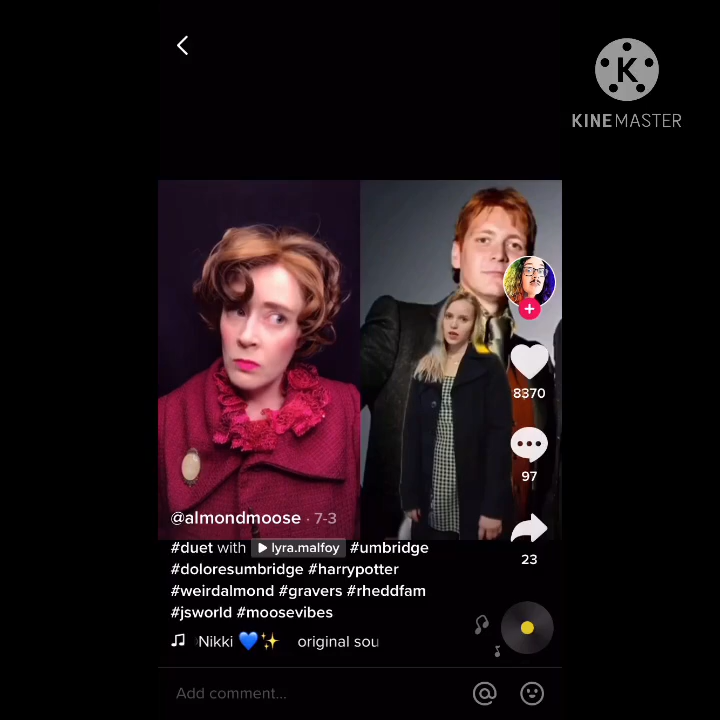 KINEMASTER
8370
97
23
@almondmoose · 7-3
#duet with ▶ lyra.malfoy #umbridge
#doloresumbridge #harrypotter
#weirdalmond #gravers #rheddfam
#jsworld #moosevibes
Nikki 💙✨ original sou
Add comment...